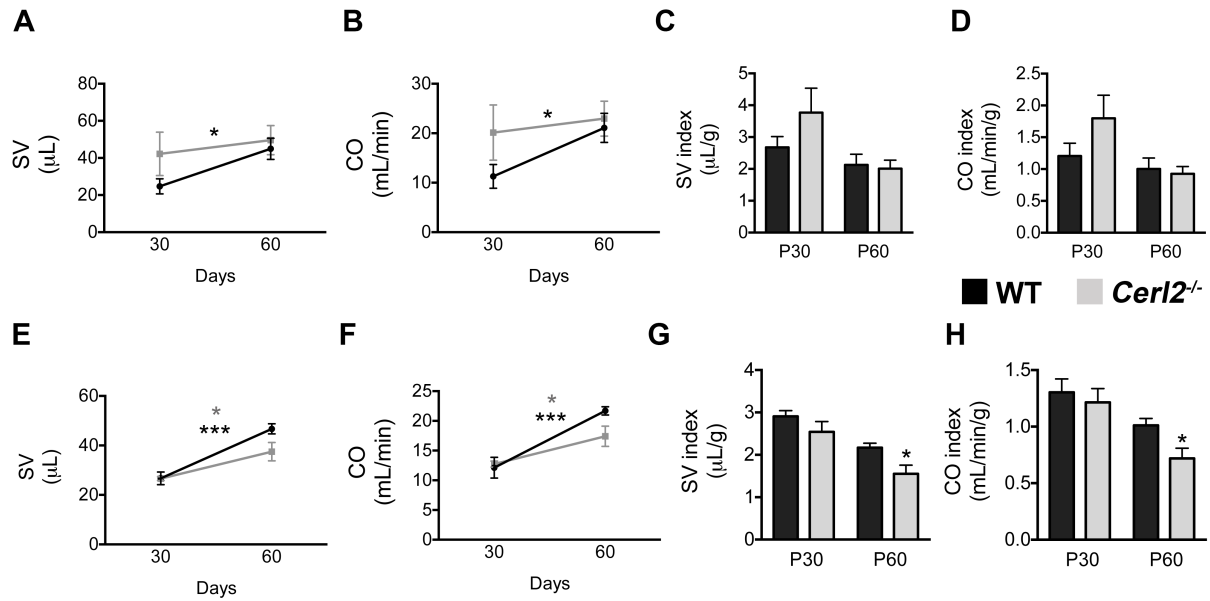 A
B
C
D
SV
(μL)
80
60
40
20
0
*
30
60
Days
CO
(mL/min)
30
20
10
0
*
30
60
Days
SV index
(μL/g)
5
4
3
2
1
0
P30
P60
CO index
(mL/min/g)
2.5
2.0
1.5
1.0
0.5
0.0
P30
P60
WT
Cerl2-/-
E
F
G
H
SV
(μL)
60
40
20
0
*
***
30
60
Days
CO
(mL/min)
25
20
15
10
5
0
*
***
30
60
Days
SV index
(μL/g)
4
3
2
1
0
*
P30
P60
CO index
(mL/min/g)
1.5
1.0
0.5
0.0
*
P30
P60